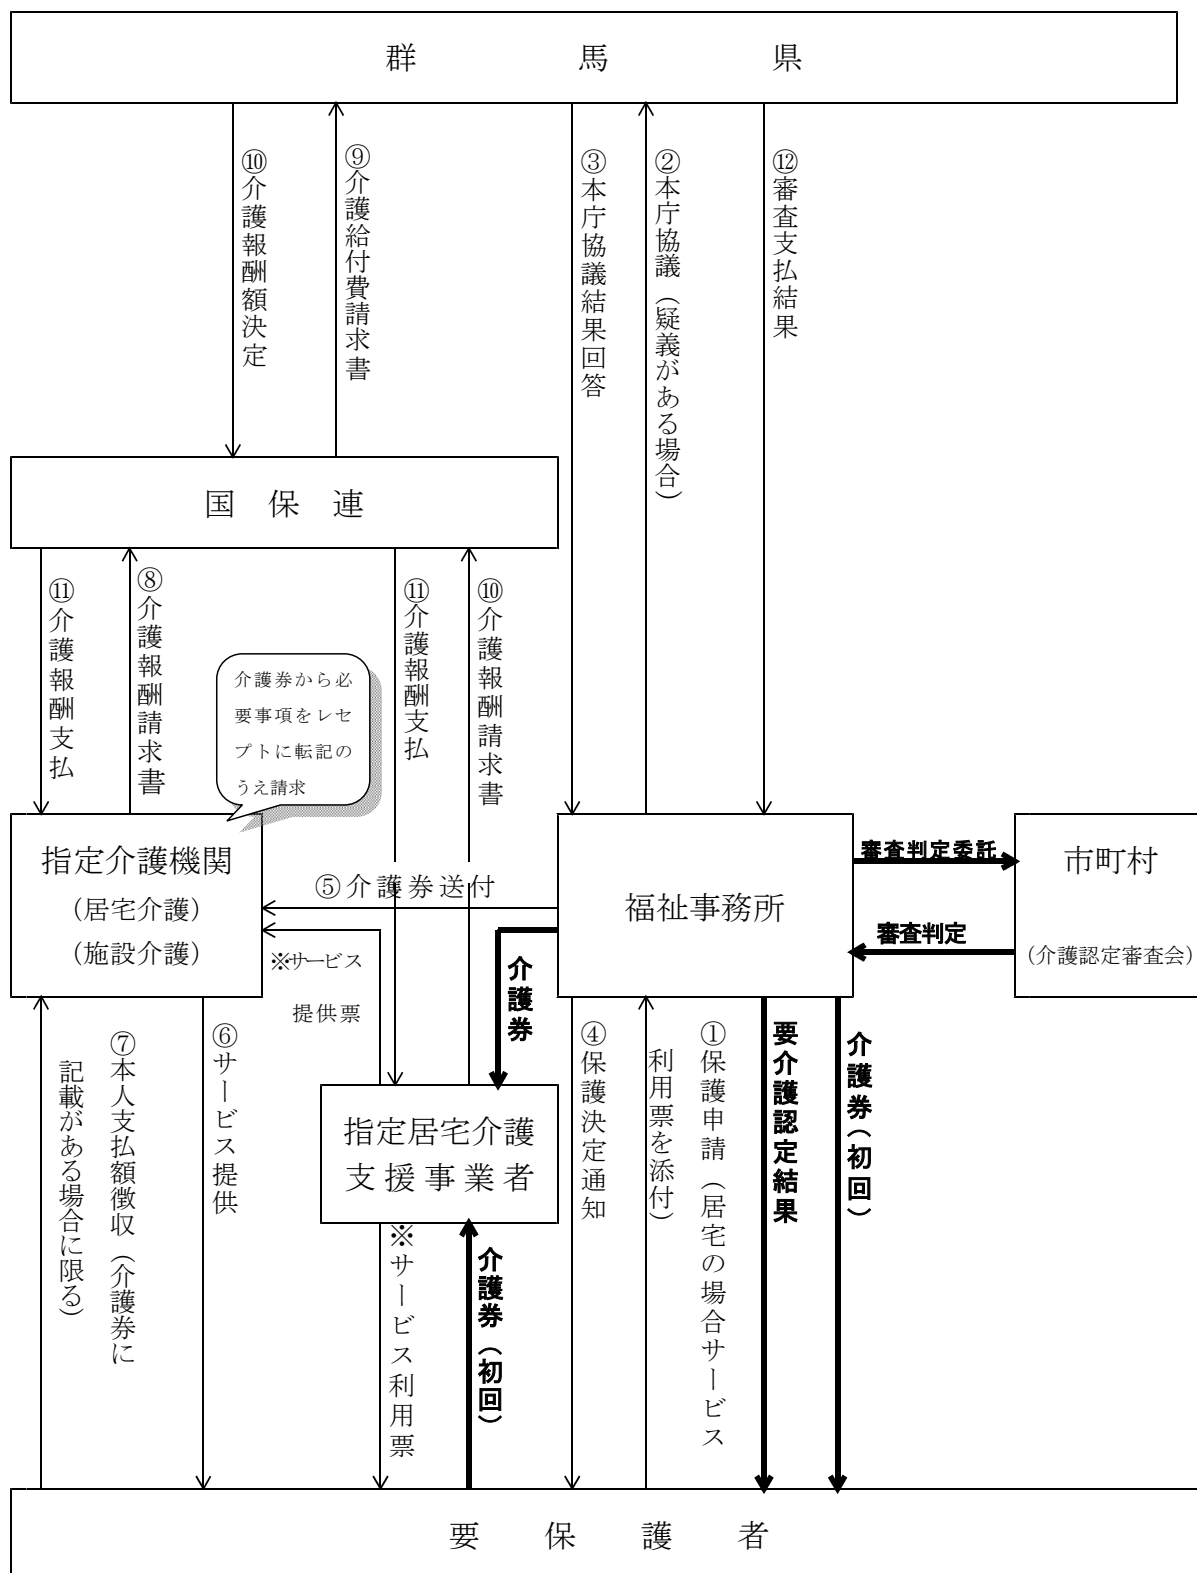 群馬県
⑩介護報酬額決定
⑨介護給付費請求書
③本庁協議結果回答
②本庁協議（疑義がある場合）
⑫審査支払結果
国保連
⑪介護報酬支払
⑧介護報酬請求書
介護券から必
要事項をレセ
プトに転記の
うえ請求
⑪介護報酬支払
⑩介護報酬請求書
指定介護機関
（居宅介護）
（施設介護）
⑤介護券送付
福祉事務所
審査判定委託
審査判定
市町村
（介護認定審査会）
※サービス
提供票
介護券
⑦本人支払額徴収（介護券に
記載がある場合に限る）
⑥サービス提供
指定居宅介護
支援事業者
※サービス利用票
介護券（初回）
④保護決定通知
①保護申請（居宅の場合サービス
利用票を添付）
要介護認定結果
介護券（初回）
要保護者